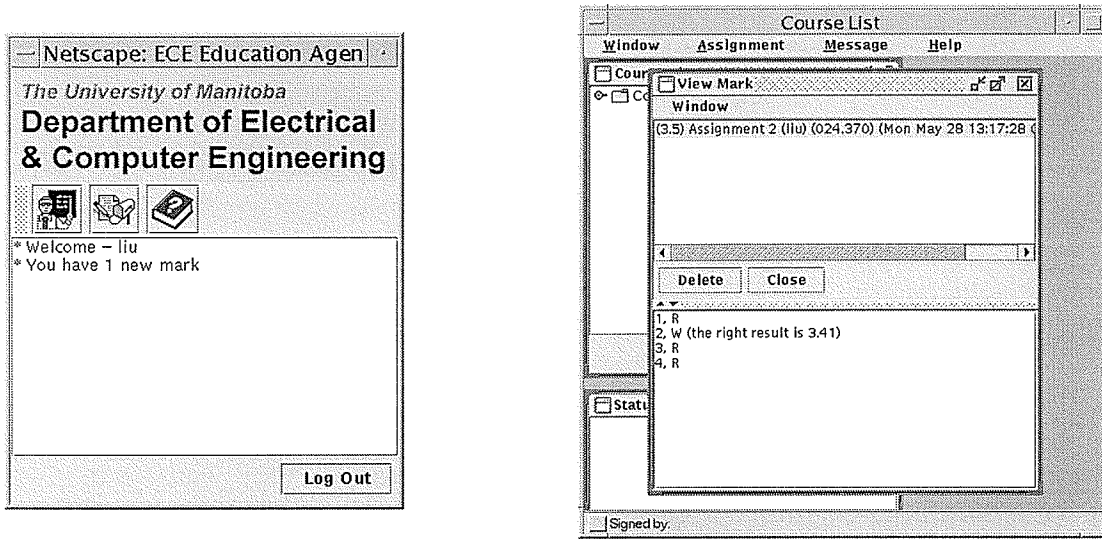 Netscape: ECE Education Agen
The University of Manitoba
Department of Electrical
& Computer Engineering
* Welcome – liu
* You have 1 new mark
Log Out
Course List
Window Assignment Message Help
Cour
Co
View Mark
Window
(3.5) Assignment 2 (liu) (024.370) (Mon May 28 13:17:28 (
Delete Close
1, R
2, W (the right result is 3.41)
3, R
4, R
Statu
Signed by: